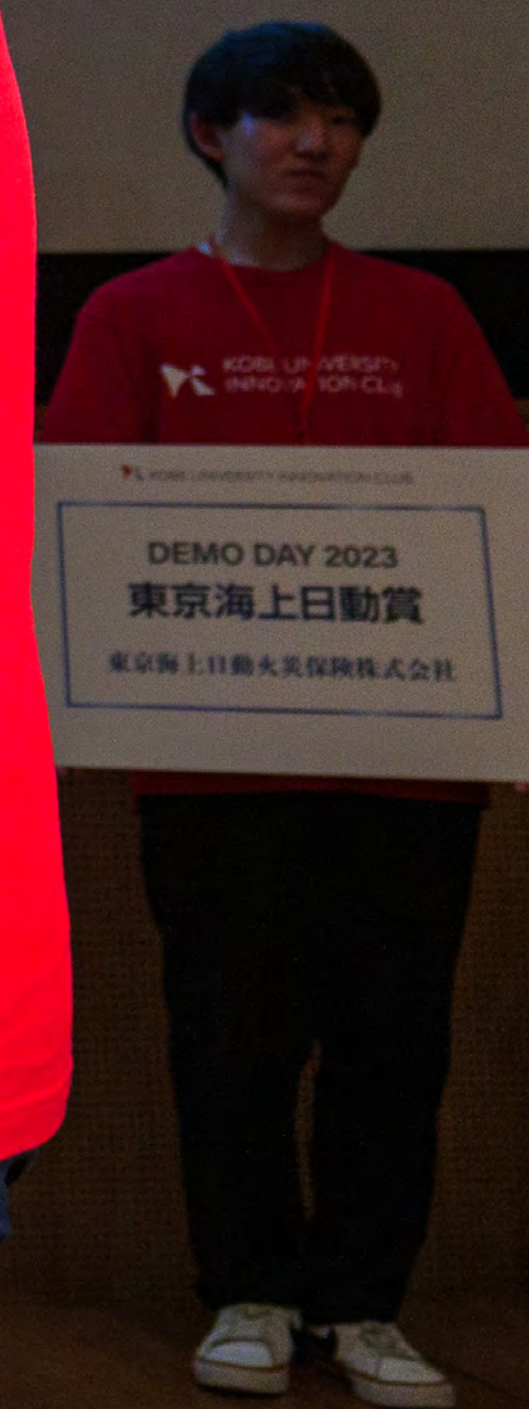 KOBE UNIVERSITY
INNOVATION CLUB
KOBE UNIVERSITY INNOVATION CLUB
DEMO DAY 2023
東京海上日動賞
東京海上日動火災保険株式会社